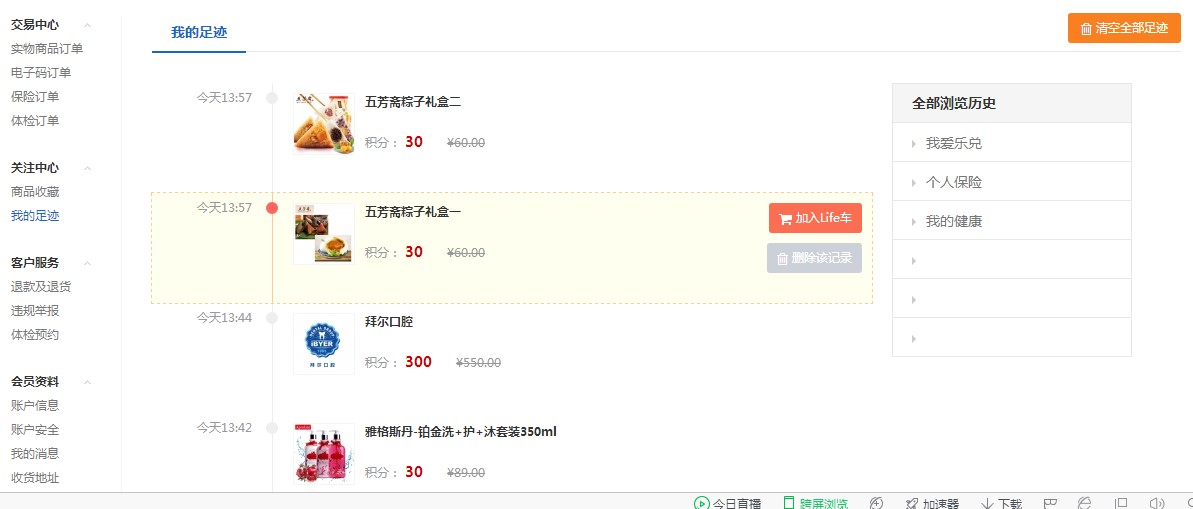 交易中心
实物商品订单
电子码订单
保险订单
体检订单
关注中心
商品收藏
我的足迹
客户服务
退款及退货
违规举报
体检预约
会员资料
账户信息
账户安全
我的消息
收货地址
我的足迹
清空全部足迹
今天13:57
五芳斋粽子礼盒二
积分： 30 ¥60.00
今天13:57
五芳斋粽子礼盒一
积分： 30 ¥60.00
加入Life车
删除该记录
今天13:44
iBYER
拜尔口腔
拜尔口腔
积分： 300 ¥550.00
今天13:42
雅格斯丹-铂金洗+护+沐套装350ml
积分： 30 ¥89.00
全部浏览历史
我爱乐兑
个人保险
我的健康
今日直播
跨屏浏览
加速器
下载